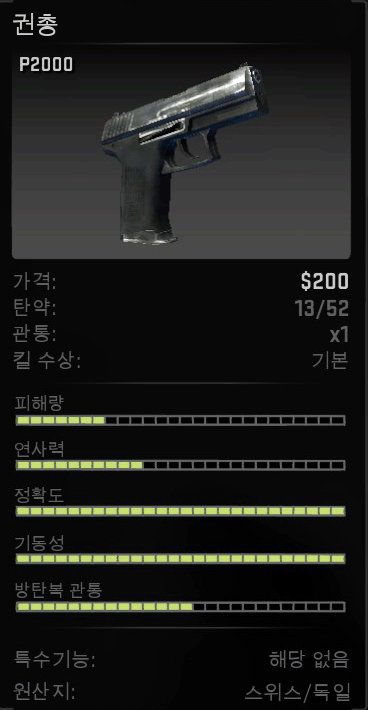 권총
P2000
가격: $200
탄약: 13/52
관통: x1
킬 수상: 기본
피해량
연사력
정확도
기동성
방탄복 관통
특수기능: 해당 없음
원산지: 스위스/독일